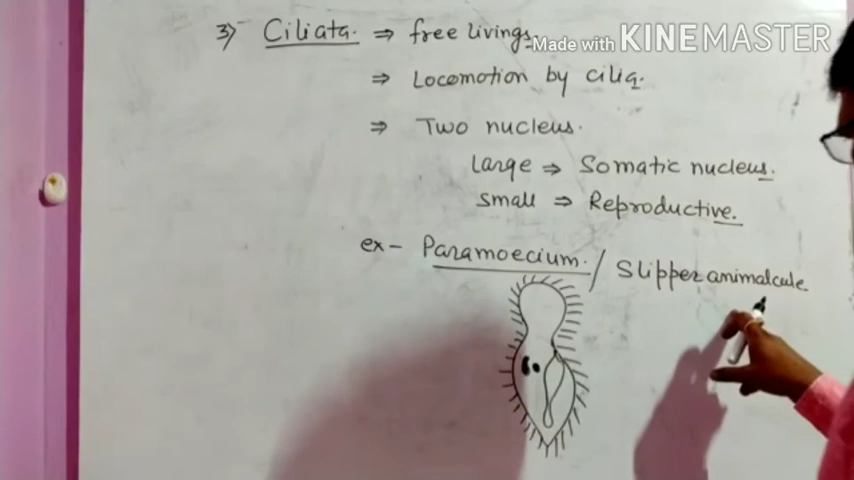 3) Ciliata. ⇒ free livings.
Made with KINEMASTER
⇒ Locomotion by cilia.
⇒ Two nucleus.
Large ⇒ Somatic nucleus.
small ⇒ Reproductive.
ex- Paramoecium. / Slipper animalcule